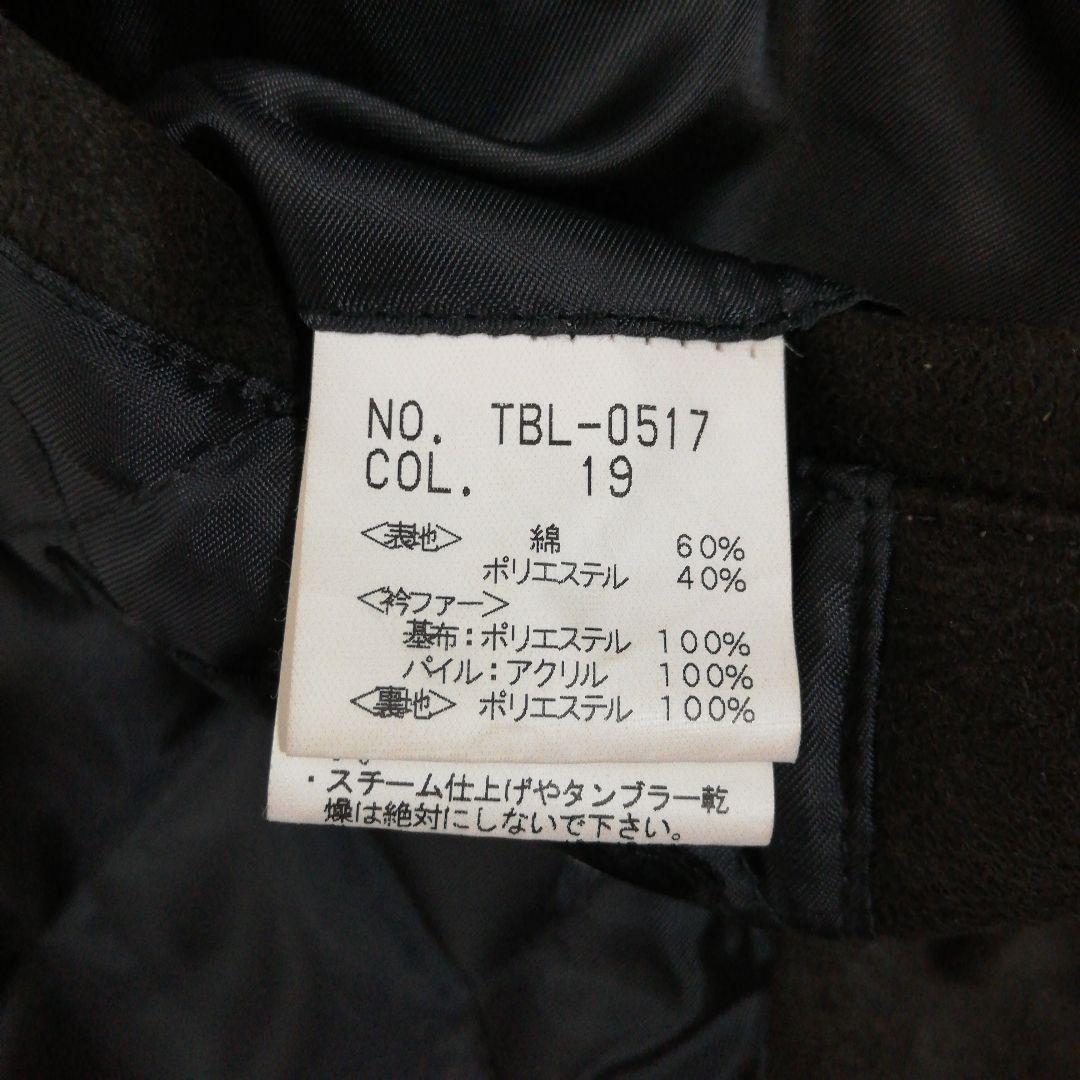 NO. TBL-0517
COL. 19
<表地> 綿 60%
ポリエステル 40%
<衿ファー>
基布:ポリエステル 100%
パイル:アクリル 100%
<裏地> ポリエステル 100%
・スチーム仕上げやタンブラー乾
燥は絶対にしないで下さい。